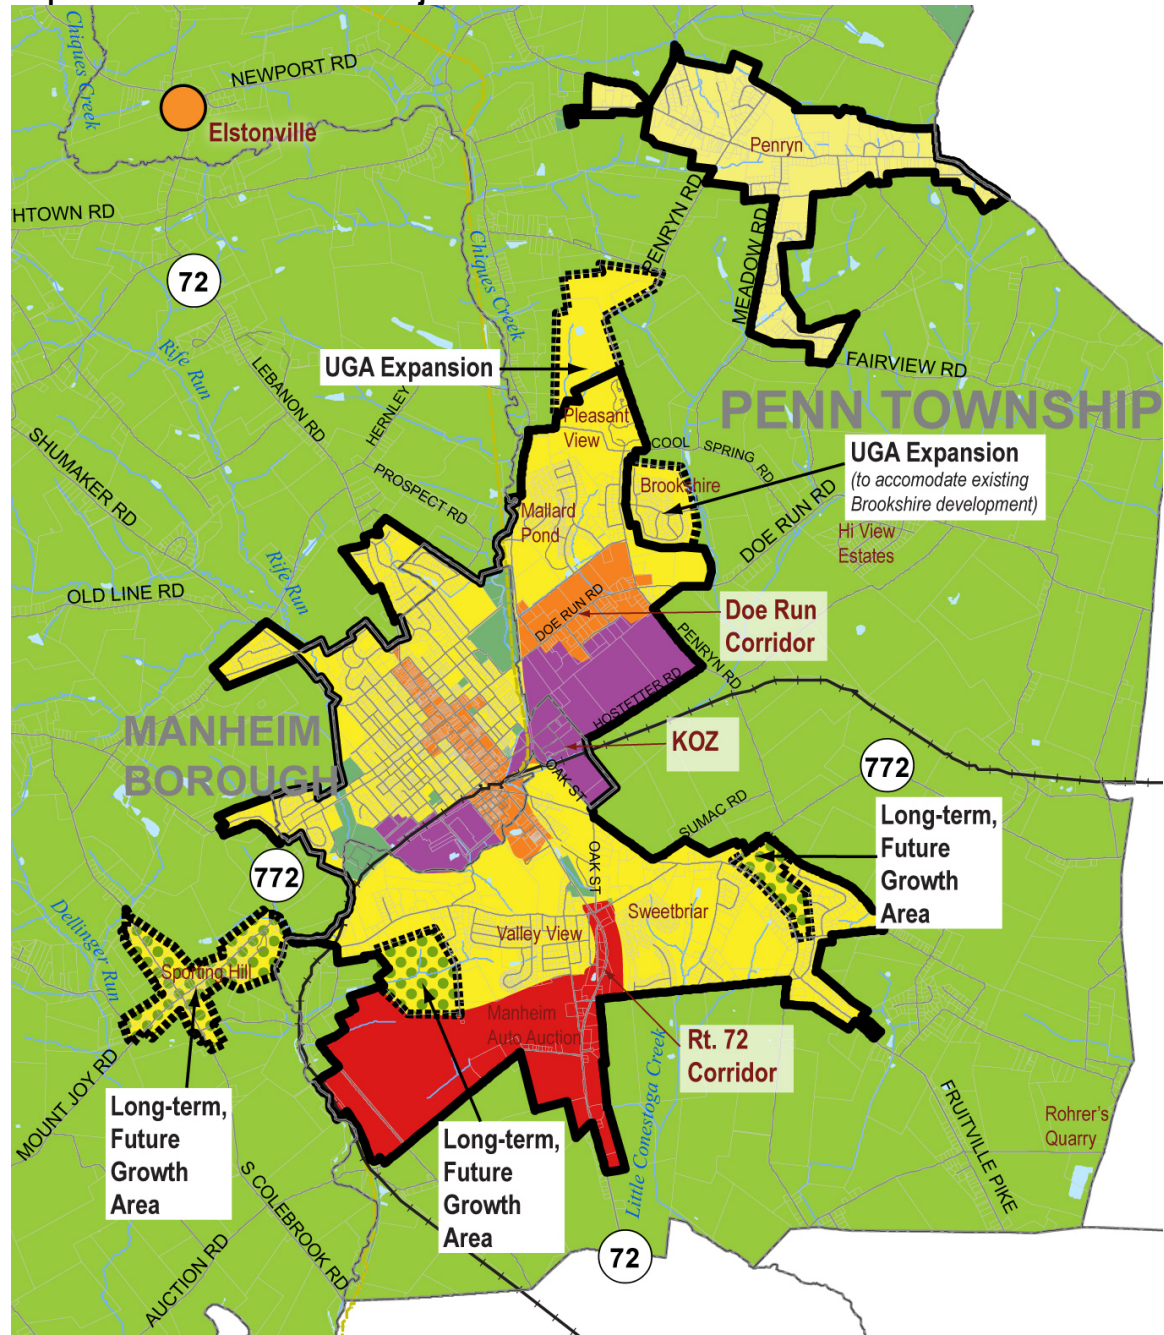 Chiques Creek
NEWPORT RD
Elstonville
Penryn
HTOWN RD
PENRYN RD
MEADOW RD
72
Chiques Creek
Rife Run
UGA Expansion
FAIRVIEW RD
LEBANON RD
HERNLEY
PENN TOWNSHIP
Pleasant
View
COOL SPRING RD
UGA Expansion
(to accomodate existing
Brookshire development)
SHUMAKER RD
PROSPECT RD
Brookshire
Mallard
Pond
DOE RUN RD
Hi View
Estates
Rife Run
OLD LINE RD
DOE RUN RD
Doe Run
Corridor
PENRYN RD
HOSTETTER RD
MANHEIM
BOROUGH
KOZ
OAK ST
772
SUMAC RD
Long-term,
Future
Growth
Area
OAK ST
772
Dellinger Run
Sweetbriar
Valley View
Sporting Hill
Manheim
Auto Auction
Rt. 72
Corridor
Little Conestoga Creek
MOUNT JOY RD
Long-term,
Future
Growth
Area
Long-term,
Future
Growth
Area
FRUITVILLE PIKE
Rohrer's
Quarry
S COLEBROOK RD
AUCTION RD
72